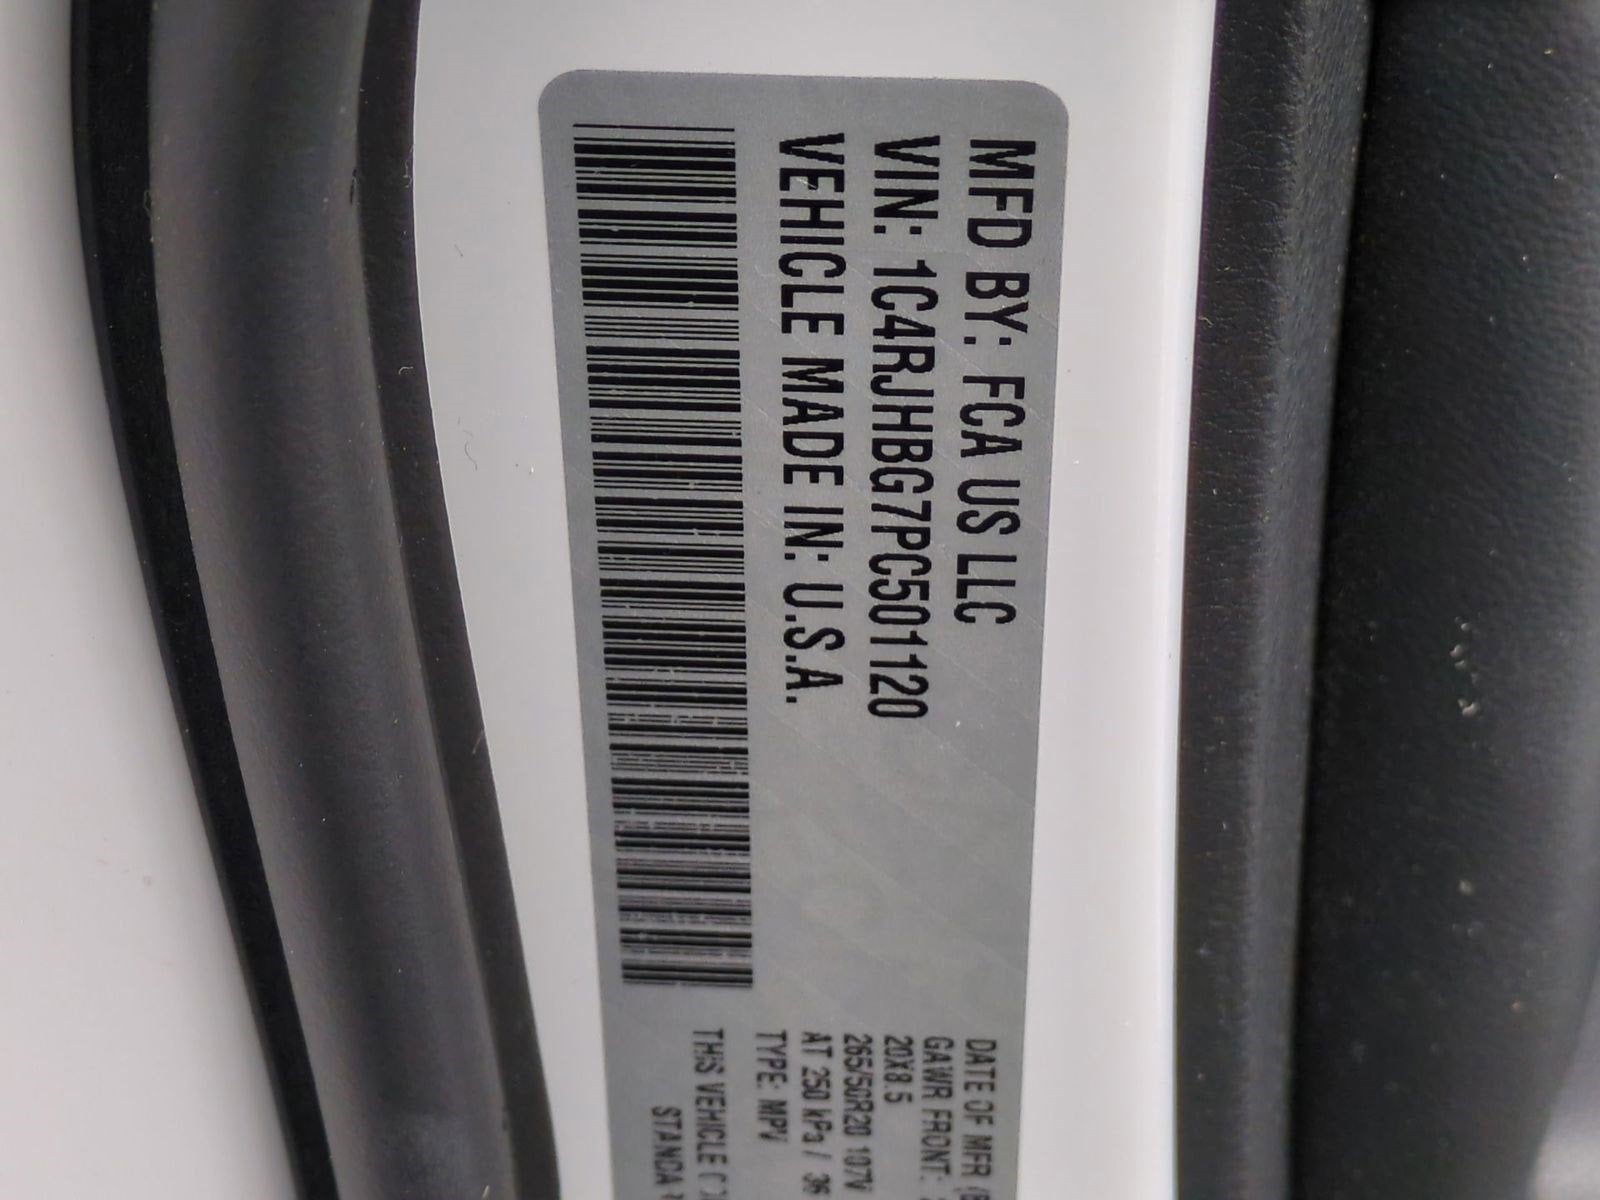 MFD BY: FCA US LLC
VIN: 1C4RJHBG7PC501120
VEHICLE MADE IN: U.S.A.
DATE OF MFR
GAWR FRONT:
20X8.5
265/50R20 107V
AT 250 kPa / 36
TYPE: MPV
THIS VEHICLE